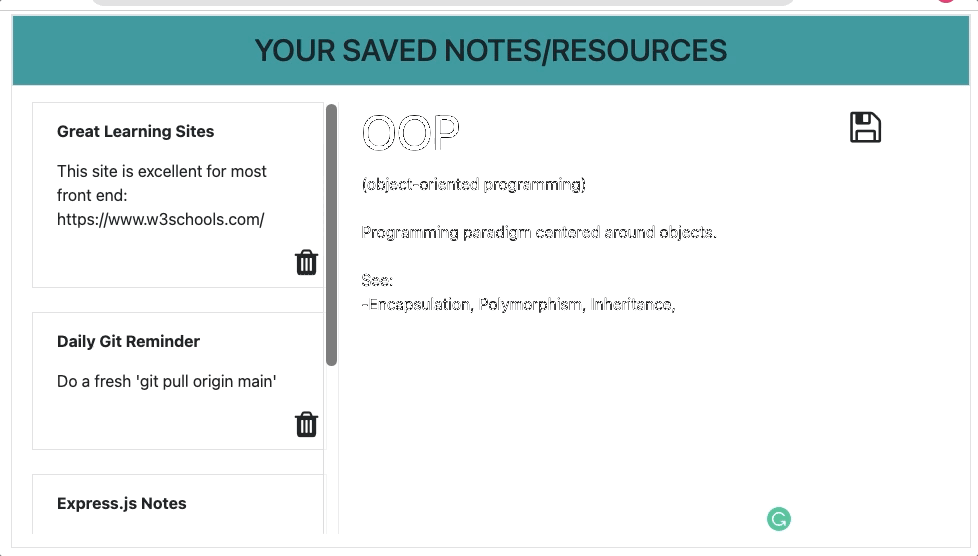 YOUR SAVED NOTES/RESOURCES
Great Learning Sites
This site is excellent for most
front end:
https://www.w3schools.com/
Daily Git Reminder
Do a fresh 'git pull origin main'
Express.js Notes
OOP
(object-oriented programming)
Programming paradigm centered around objects.
See:
-Encapsulation, Polymorphism, Inheritance,